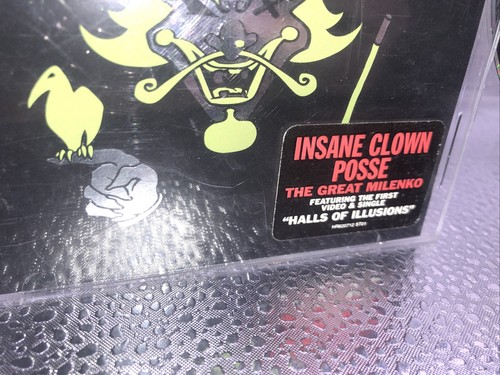 INSANE CLOWN
POSSE
THE GREAT MILENKO
FEATURING THE FIRST
VIDEO & SINGLE
"HALLS OF ILLUSIONS"